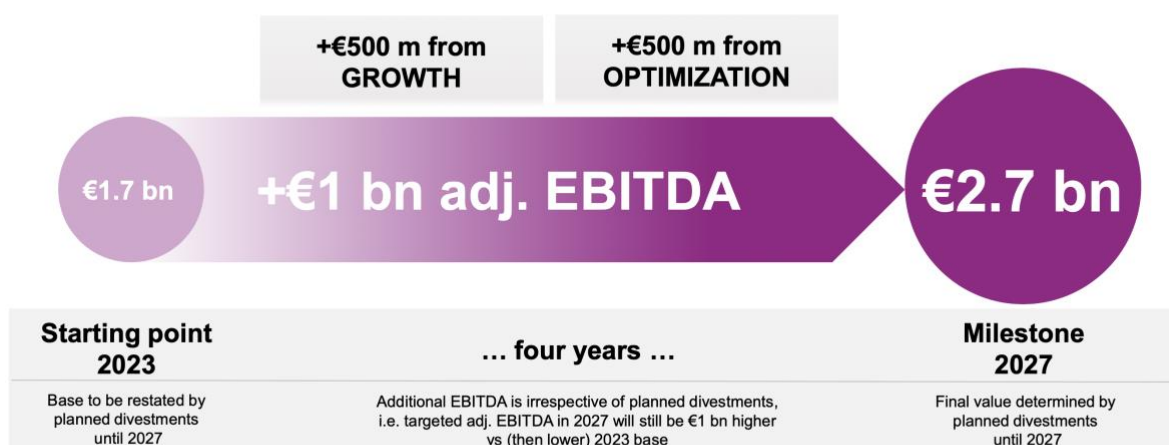 +€500 m from
GROWTH
+€500 m from
OPTIMIZATION
€1.7 bn
+€1 bn adj. EBITDA
€2.7 bn
Starting point
2023
… four years …
Milestone
2027
Base to be restated by
planned divestments
until 2027
Additional EBITDA is irrespective of planned divestments,
i.e. targeted adj. EBITDA in 2027 will still be €1 bn higher
vs (then lower) 2023 base
Final value determined by
planned divestments
until 2027